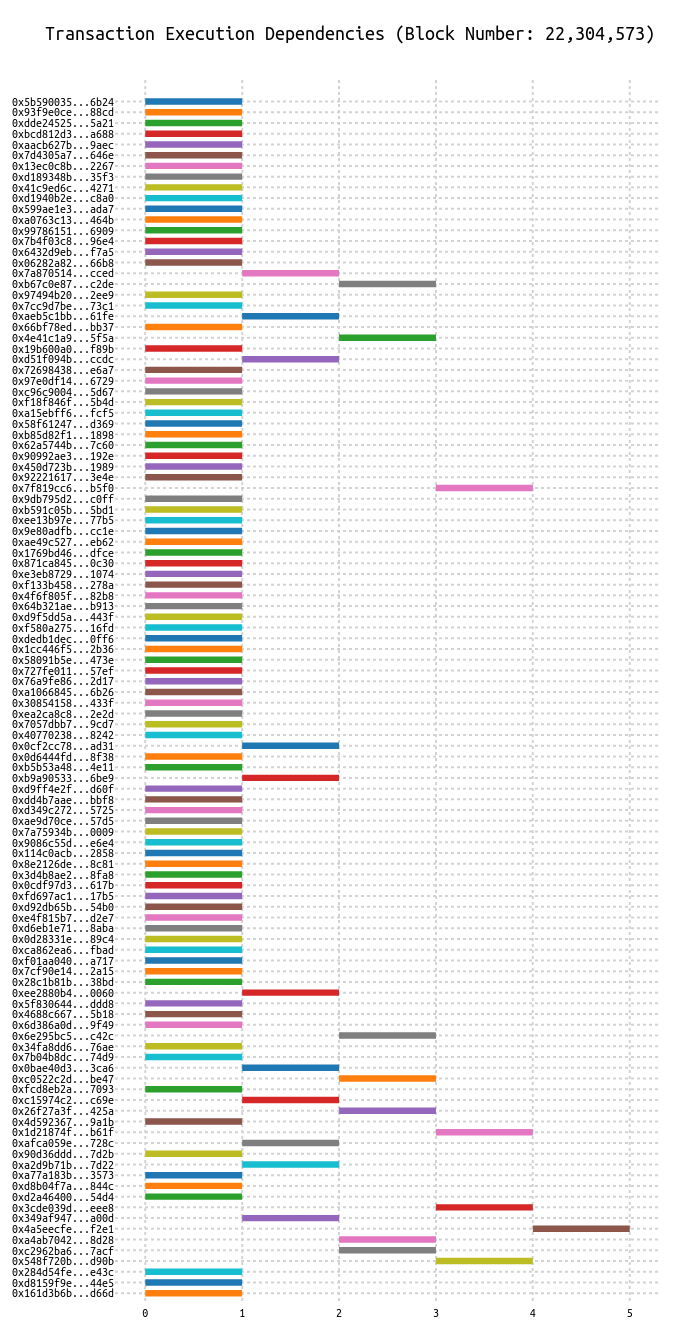 Transaction Execution Dependencies (Block Number: 22,304,573)
0x5b590035...6b24
0x93f9e0ce...88cd
0xdde24525...5a21
0xbcd812d3...a688
0xaacb627b...9aec
0x7d4305a7...646e
0x13ec0c8b...2267
0xd189348b...35f3
0x41c9ed6c...4271
0xd1940b2e...c8a0
0x599ae1e3...ada7
0xa0763c13...464b
0x99786151...6909
0x7b4f03c8...96e4
0x6432d9eb...f7a5
0x06282a82...66b8
0x7a870514...cced
0xb67c0e87...c2de
0x97494b20...2ee9
0x7cc9d7be...73c1
0xaeb5c1bb...61fe
0x66bf78ed...bb37
0x4e41c1a9...5f5a
0x19b600a0...f89b
0xd51f094b...ccdc
0x72698438...e6a7
0x97e0df14...6729
0xc96c9004...5d67
0xf18f846f...5b4d
0xa15ebff6...fcf5
0x58f61247...d369
0xb85d82f1...1898
0x62a5744b...7c60
0x90992ae3...192e
0x450d723b...1989
0x92221617...3e4e
0x7f819cc6...b5f0
0x9db795d2...c0ff
0xb591c05b...5bd1
0xee13b97e...77b5
0x9e80adfb...cc1e
0xae49c527...eb62
0x1769bd46...dfce
0x871ca845...0c30
0xe3eb8729...1074
0xf133b458...278a
0x4f6f805f...82b8
0x64b321ae...b913
0xd9f5dd5a...443f
0xf580a275...16fd
0xdedb1dec...0ff6
0x1cc446f5...2b36
0x58091b5e...473e
0x727fe011...57ef
0x76a9fe86...2d17
0xa1066845...6b26
0x30854158...433f
0xea2ca8c8...2e2d
0x7057dbb7...9cd7
0x40770238...8242
0x0cf2cc78...ad31
0x0d6444fd...8f38
0xb5b53a48...4e11
0xb9a90533...6be9
0xd9ff4e2f...d60f
0xdd4b7aae...bbf8
0xd349c272...5725
0xae9d70ce...57d5
0x7a75934b...0009
0x9086c55d...e6e4
0x114c0acb...2858
0x8e2126de...8c81
0x3d4b8ae2...8fa8
0x0cdf97d3...617b
0xfd697ac1...17b5
0xd92db65b...54b0
0xe4f815b7...d2e7
0xd6eb1e71...8aba
0x0d28331e...89c4
0xca862ea6...fbad
0xf01aa040...a717
0x7cf90e14...2a15
0x28c1b81b...38bd
0xee2880b4...0060
0x5f830644...ddd8
0x4688c667...5b18
0x6d386a0d...9f49
0x6e295bc5...c42c
0x34fa8dd6...76ae
0x7b04b8dc...74d9
0x0bae40d3...3ca6
0xc0522c2d...be47
0xfcd8eb2a...7093
0xc15974c2...c69e
0x26f27a3f...425a
0x4d592367...9a1b
0x1d21874f...b61f
0xafca059e...728c
0x90d36ddd...7d2b
0xa2d9b71b...7d22
0xa77a183b...3573
0xd8b04f7a...844c
0xd2a46400...54d4
0x3cde039d...eee8
0x349af947...a00d
0x4a5eecfe...f2e1
0xa4ab7042...8d28
0xc2962ba6...7acf
0x548f720b...d90b
0x284d54fe...e43c
0xd8159f9e...44e5
0x161d3b6b...d66d
0 1 2 3 4 5